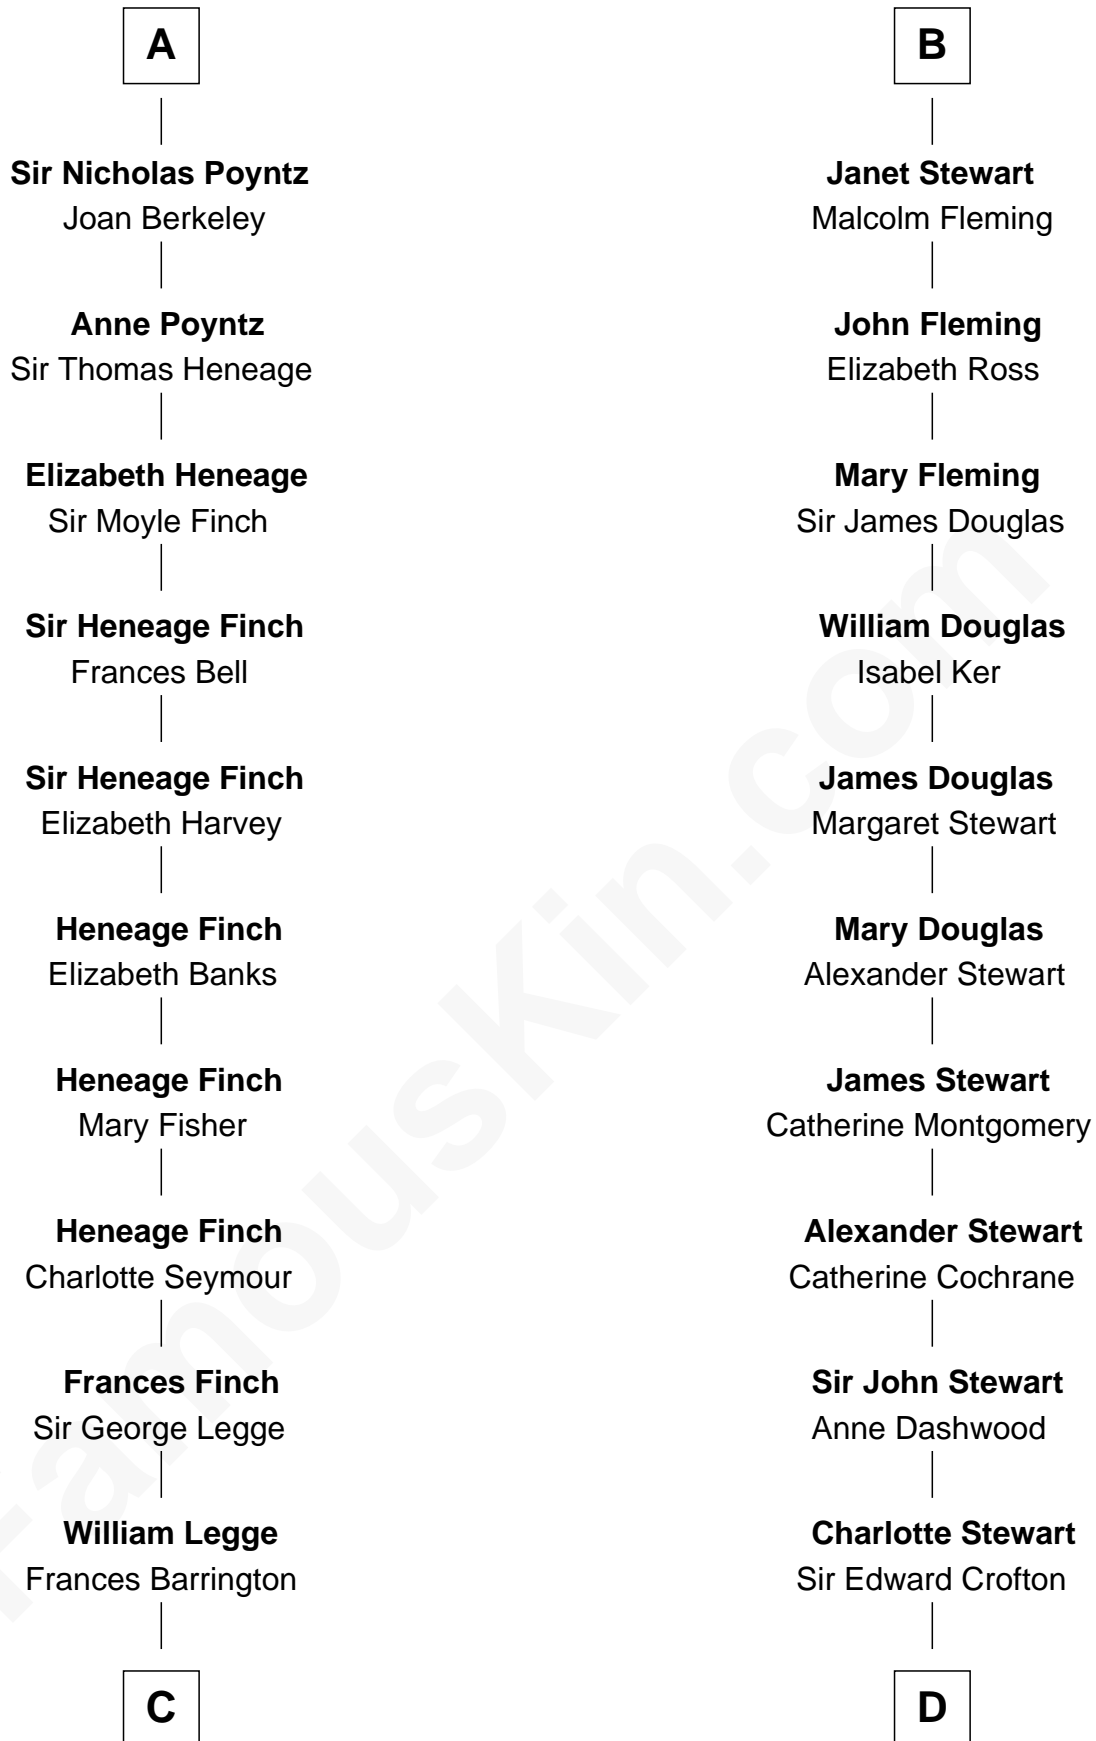 A
Sir Nicholas Poyntz
Joan Berkeley
Anne Poyntz
Sir Thomas Heneage
Elizabeth Heneage
Sir Moyle Finch
Sir Heneage Finch
Frances Bell
Sir Heneage Finch
Elizabeth Harvey
Heneage Finch
Elizabeth Banks
Heneage Finch
Mary Fisher
Heneage Finch
Charlotte Seymour
Frances Finch
Sir George Legge
William Legge
Frances Barrington
C
B
Janet Stewart
Malcolm Fleming
John Fleming
Elizabeth Ross
Mary Fleming
Sir James Douglas
William Douglas
Isabel Ker
James Douglas
Margaret Stewart
Mary Douglas
Alexander Stewart
James Stewart
Catherine Montgomery
Alexander Stewart
Catherine Cochrane
Sir John Stewart
Anne Dashwood
Charlotte Stewart
Sir Edward Crofton
D
FamousKin.com